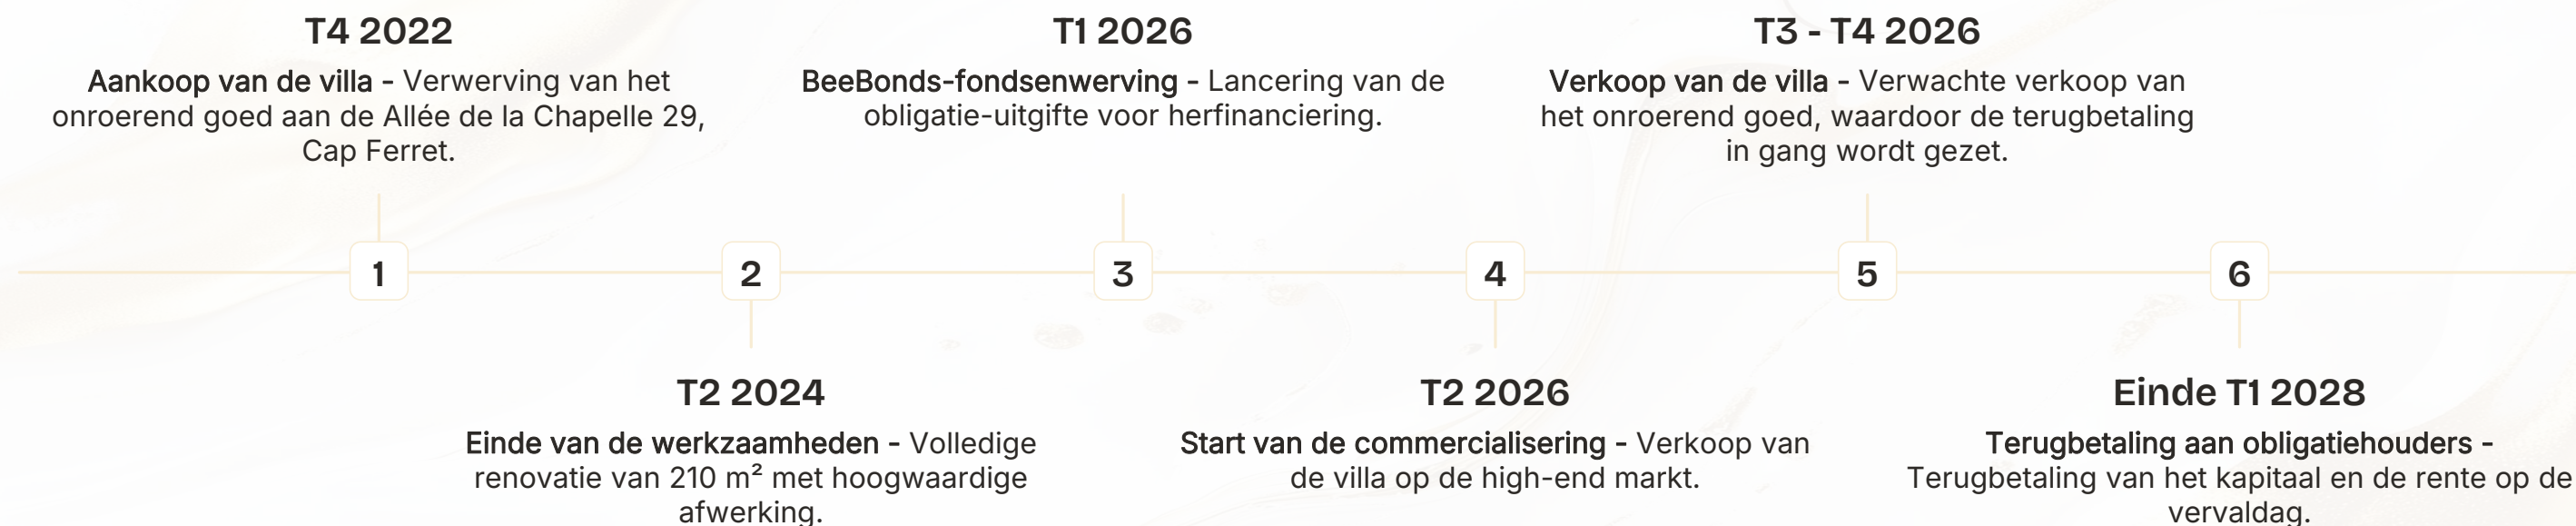 T4 2022
Aankoop van de villa - Verwerving van het
onroerend goed aan de Allée de la Chapelle 29,
Cap Ferret.
T1 2026
BeeBonds-fondsenwerving - Lancering van de
obligatie-uitgifte voor herfinanciering.
T3 - T4 2026
Verkoop van de villa - Verwachte verkoop van
het onroerend goed, waardoor de terugbetaling
in gang wordt gezet.
1
2
3
4
5
6
T2 2024
Einde van de werkzaamheden - Volledige
renovatie van 210 m² met hoogwaardige
afwerking.
T2 2026
Start van de commercialisering - Verkoop van
de villa op de high-end markt.
Einde T1 2028
Terugbetaling aan obligatiehouders -
Terugbetaling van het kapitaal en de rente op de
vervaldag.